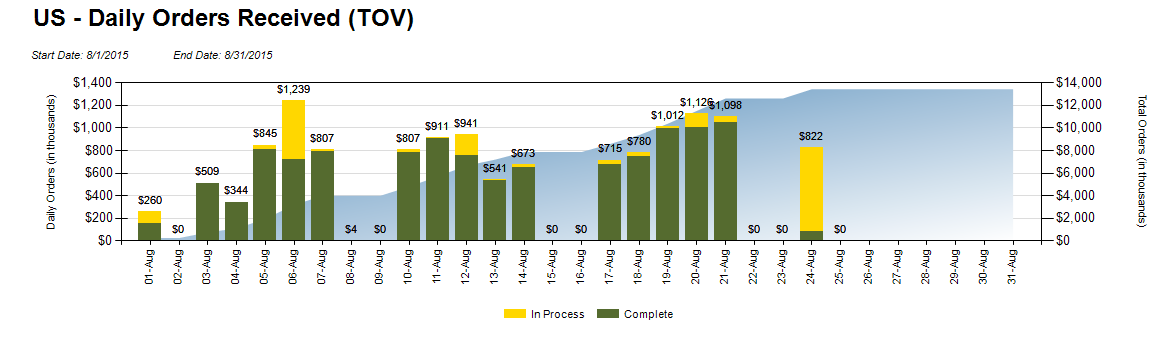 US - Daily Orders Received (TOV)
Start Date: 8/1/2015 End Date: 8/31/2015
Daily Orders (in thousands)
$1,400
$1,200
$1,000
$800
$600
$400
$200
$0
$260
$0
$509
$344
$845
$1,239
$807
$4
$0
$807
$911
$941
$541
$673
$0
$0
$715
$780
$1,012
$1,126
$1,098
$0
$0
$822
$0
$14,000
$12,000
$10,000
$8,000
$6,000
$4,000
$2,000
$0
Total Orders (in thousands)
01-Aug
02-Aug
03-Aug
04-Aug
05-Aug
06-Aug
07-Aug
08-Aug
09-Aug
10-Aug
11-Aug
12-Aug
13-Aug
14-Aug
15-Aug
16-Aug
17-Aug
18-Aug
19-Aug
20-Aug
21-Aug
22-Aug
23-Aug
24-Aug
25-Aug
26-Aug
27-Aug
28-Aug
29-Aug
30-Aug
31-Aug
In Process Complete